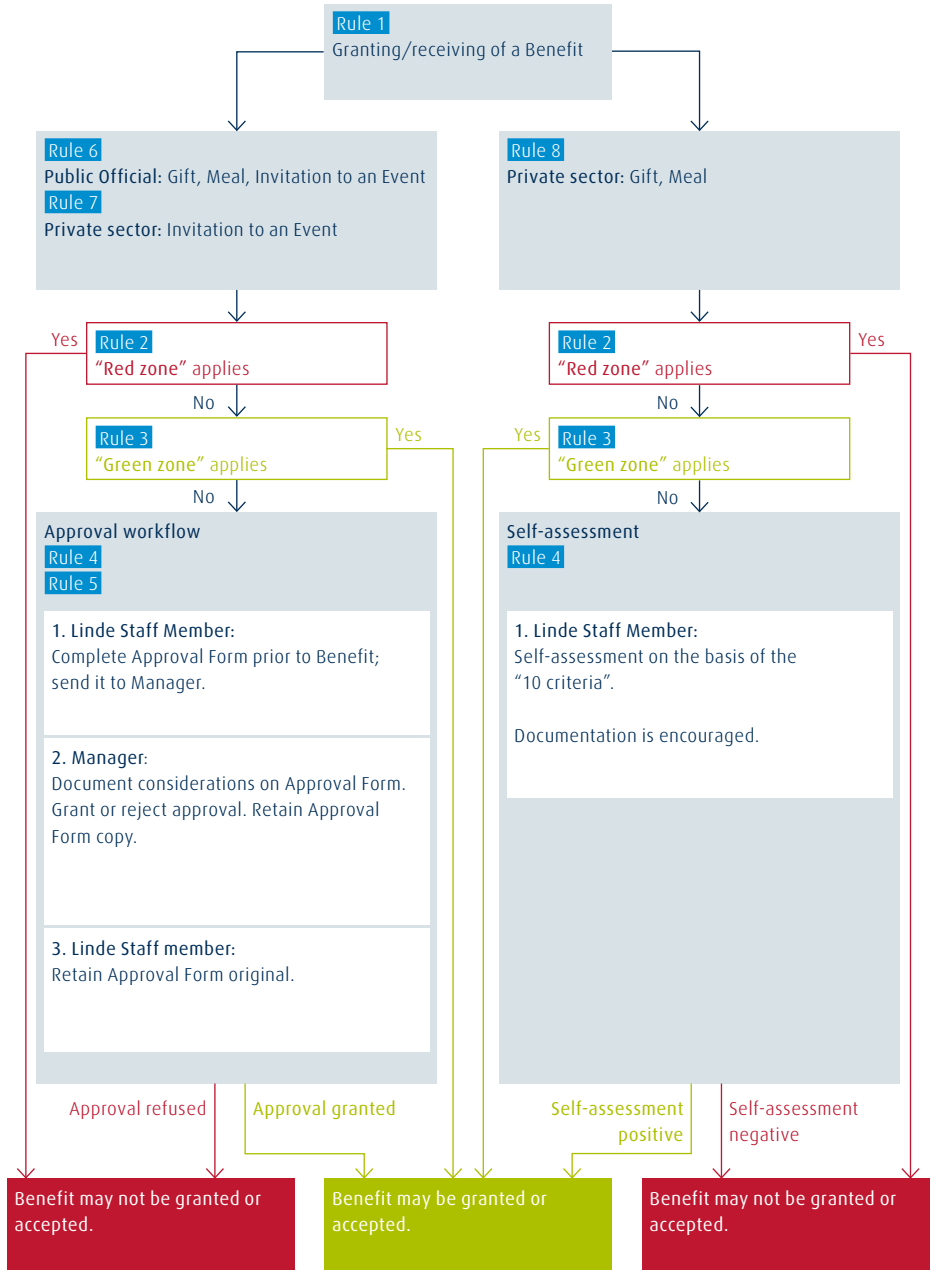 Rule 1
Granting/receiving of a Benefit
Rule 6
Public Official: Gift, Meal, Invitation to an Event
Rule 7
Private sector: Invitation to an Event
Rule 8
Private sector: Gift, Meal
Yes
Rule 2
“Red zone” applies
No
Rule 2
“Red zone” applies
Yes
No
Rule 3
“Green zone” applies
Yes
No
Yes
Rule 3
“Green zone” applies
No
Approval workflow
Rule 4
Rule 5
1. Linde Staff Member:
Complete Approval Form prior to Benefit;
send it to Manager.
2. Manager:
Document considerations on Approval Form.
Grant or reject approval. Retain Approval
Form copy.
3. Linde Staff member:
Retain Approval Form original.
Self-assessment
Rule 4
1. Linde Staff Member:
Self-assessment on the basis of the
“10 criteria”.
Documentation is encouraged.
Approval refused
Approval granted
Self-assessment
positive
Self-assessment
negative
Benefit may not be granted or
accepted.
Benefit may be granted or
accepted.
Benefit may not be granted or
accepted.